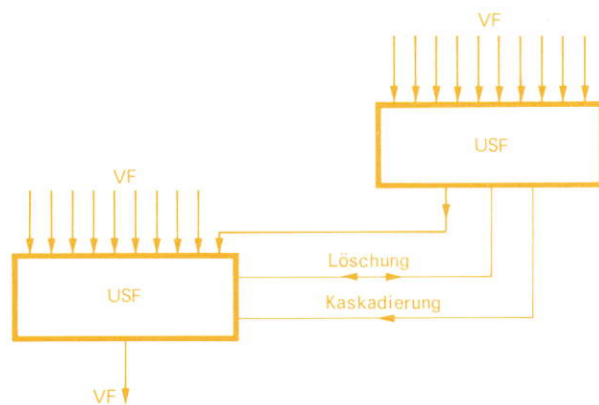 VF
USF
VF
Löschung
USF
Kaskadierung
VF